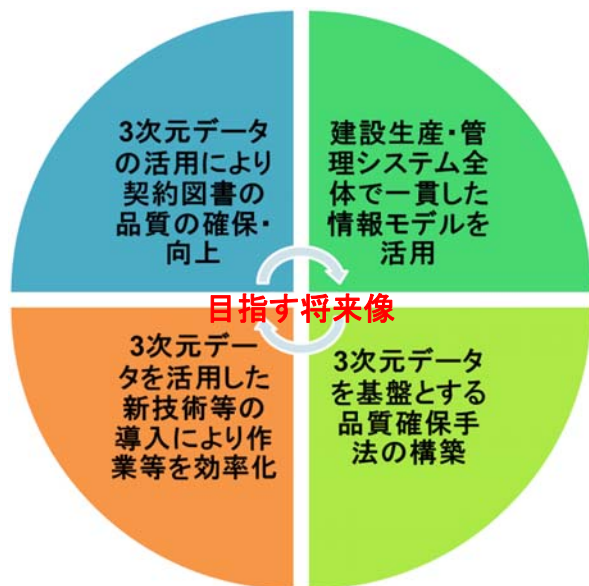 3次元データ
の活用により
契約図書の
品質の確保・
向上
建設生産・管
理システム全
体で一貫した
情報モデルを
活用
目指す将来像
3次元デー
タを活用した
新技術等の
導入により作
業等を効率化
3次元データ
を基盤とする
品質確保手
法の構築